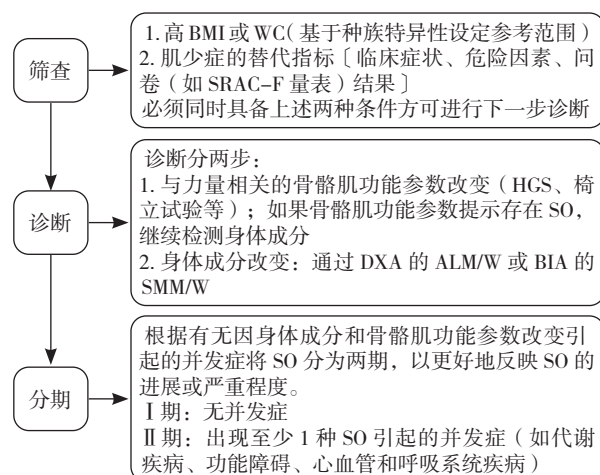 筛查
1. 高 BMI 或 WC（基于种族特异性设定参考范围）
2. 肌少症的替代指标［临床症状、危险因素、问
卷（如 SRAC–F 量表）结果］
必须同时具备上述两种条件方可进行下一步诊断
诊断
诊断分两步：
1. 与力量相关的骨骼肌功能参数改变（HGS、椅
立试验等）；如果骨骼肌功能参数提示存在 SO，
继续检测身体成分
2. 身体成分改变：通过 DXA 的 ALM/W 或 BIA 的
SMM/W
分期
根据有无因身体成分和骨骼肌功能参数改变引
起的并发症将 SO 分为两期，以更好地反映 SO 的
进展或严重程度。
Ⅰ期：无并发症
Ⅱ期：出现至少 1 种 SO 引起的并发症（如代谢
疾病、功能障碍、心血管和呼吸系统疾病）